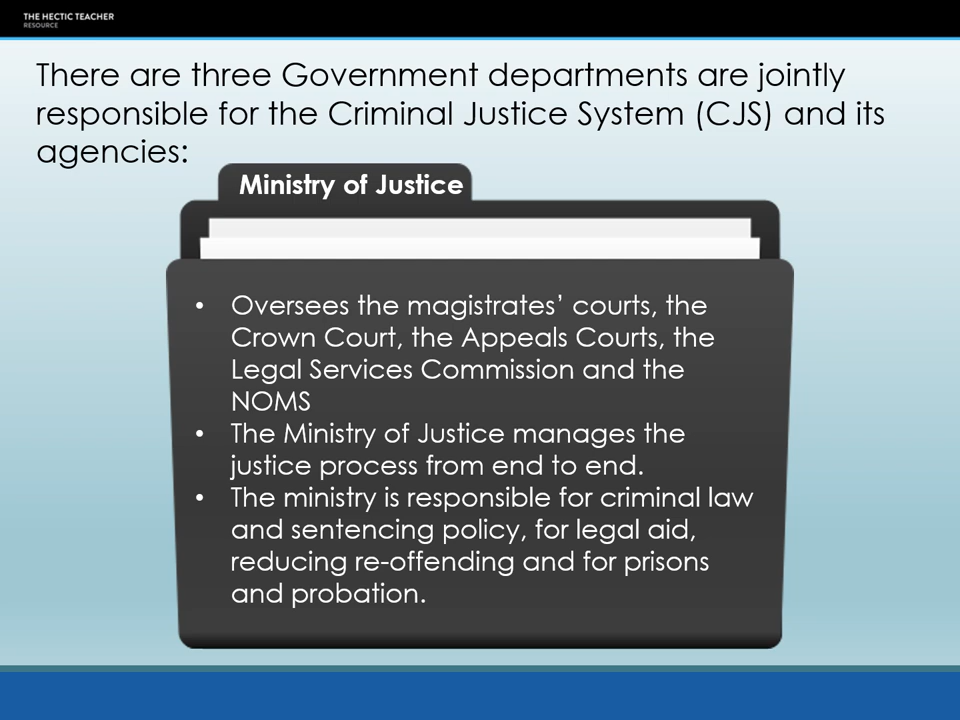 THE HECTIC TEACHER
RESOURCE
There are three Government departments are jointly
responsible for the Criminal Justice System (CJS) and its
agencies:
Ministry of Justice
• Oversees the magistrates’ courts, the
Crown Court, the Appeals Courts, the
Legal Services Commission and the
NOMS
• The Ministry of Justice manages the
justice process from end to end.
• The ministry is responsible for criminal law
and sentencing policy, for legal aid,
reducing re-offending and for prisons
and probation.